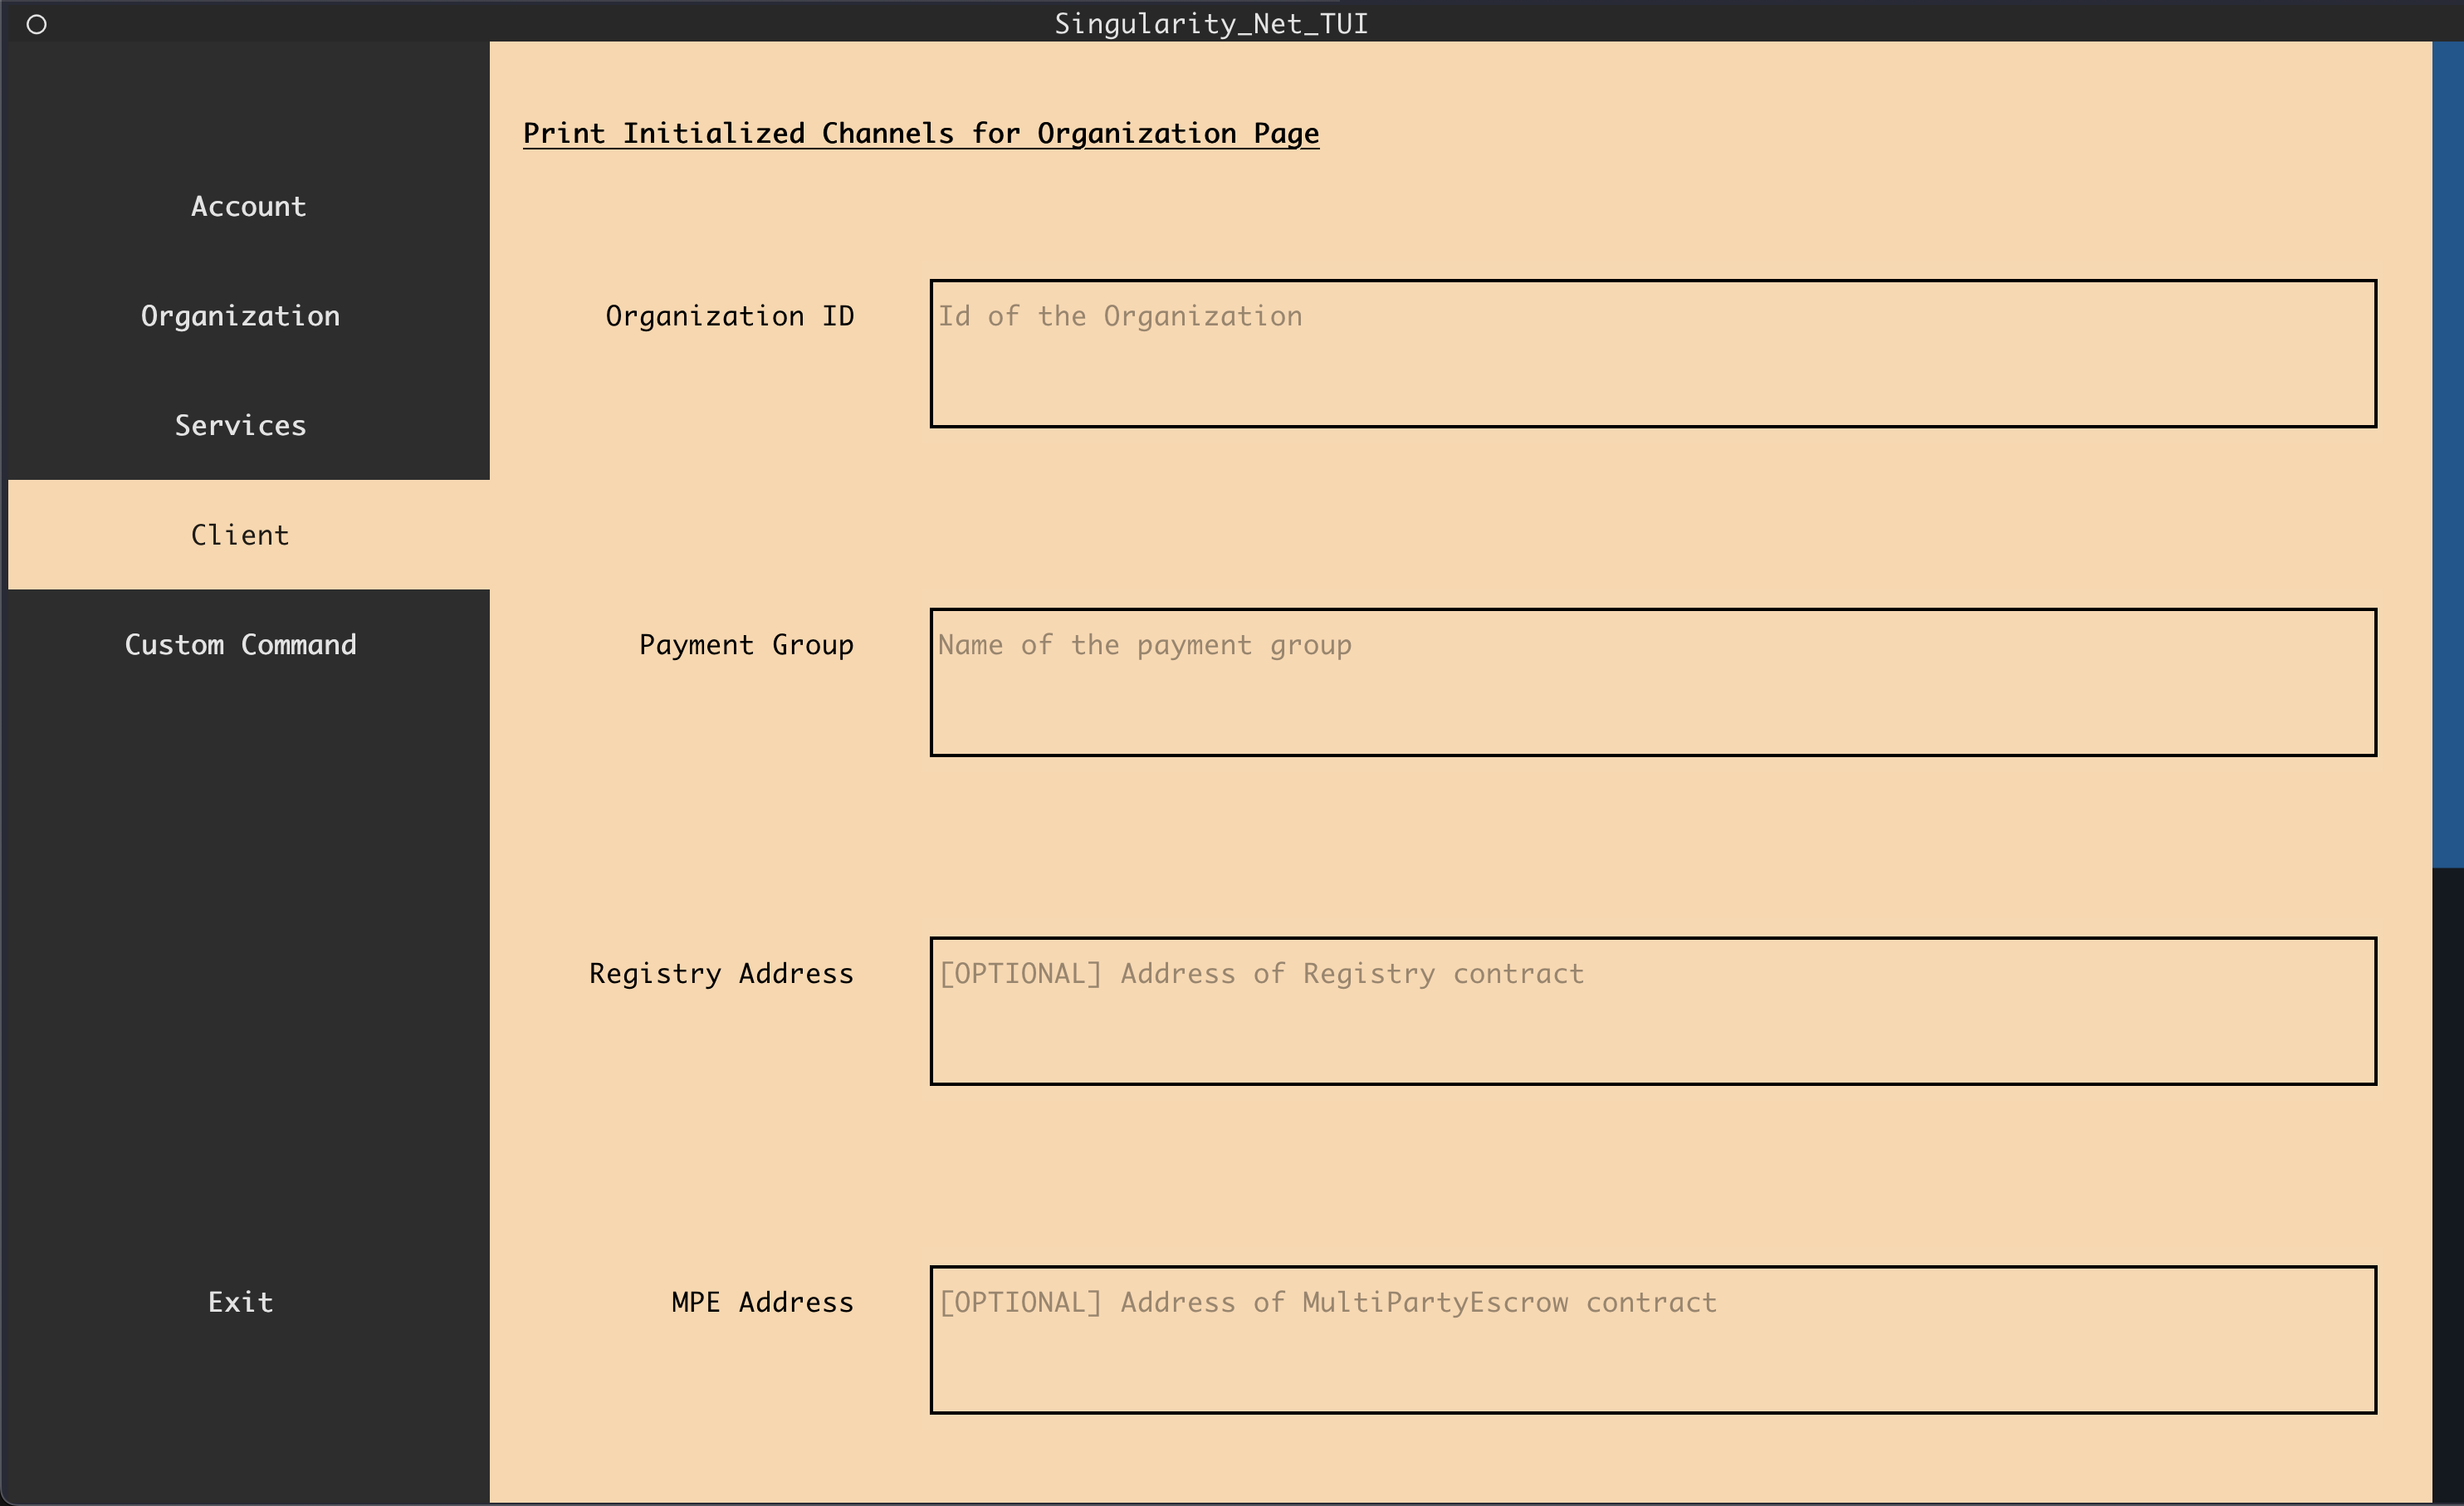 Singularity_Net_TUI
Account
Organization
Services
Client
Custom Command
Exit
Print Initialized Channels for Organization Page
Organization ID
Id of the Organization
Payment Group
Name of the payment group
Registry Address
[OPTIONAL] Address of Registry contract
MPE Address
[OPTIONAL] Address of MultiPartyEscrow contract